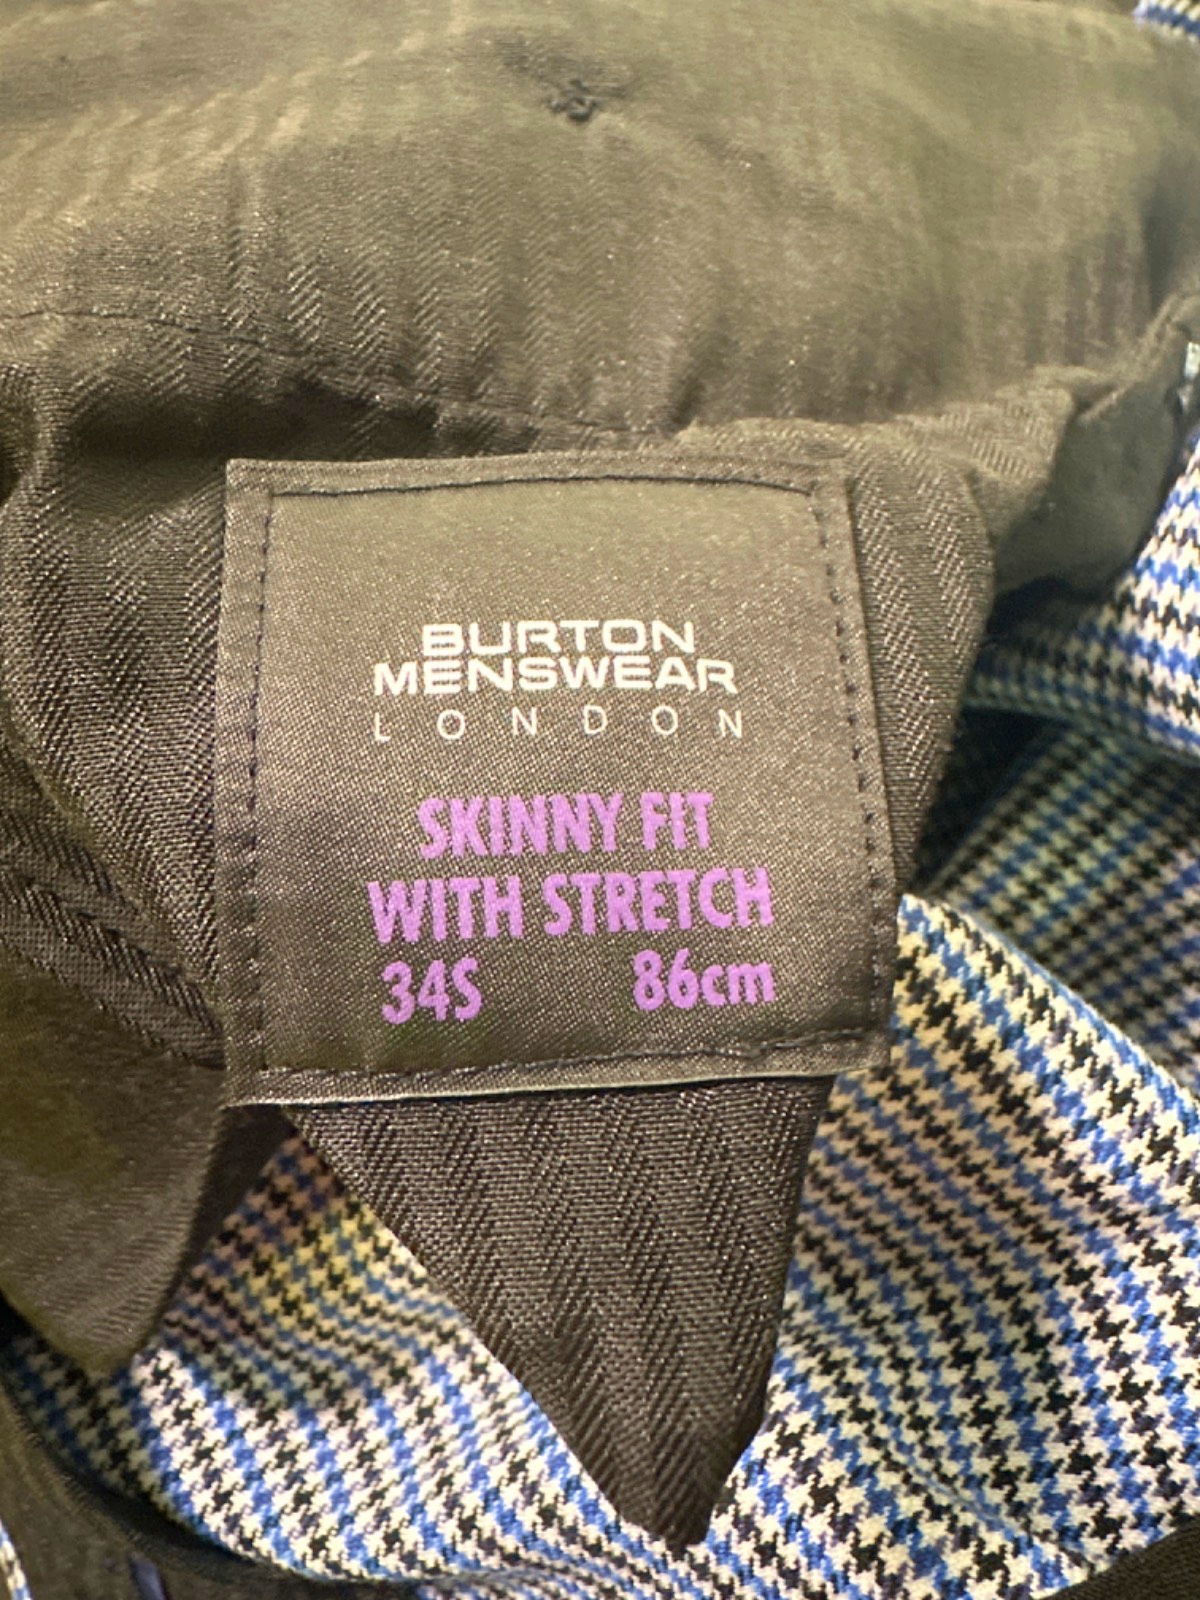 BURTON
MENSWEAR
LONDON
SKINNY FIT
WITH STRETCH
34S 86cm